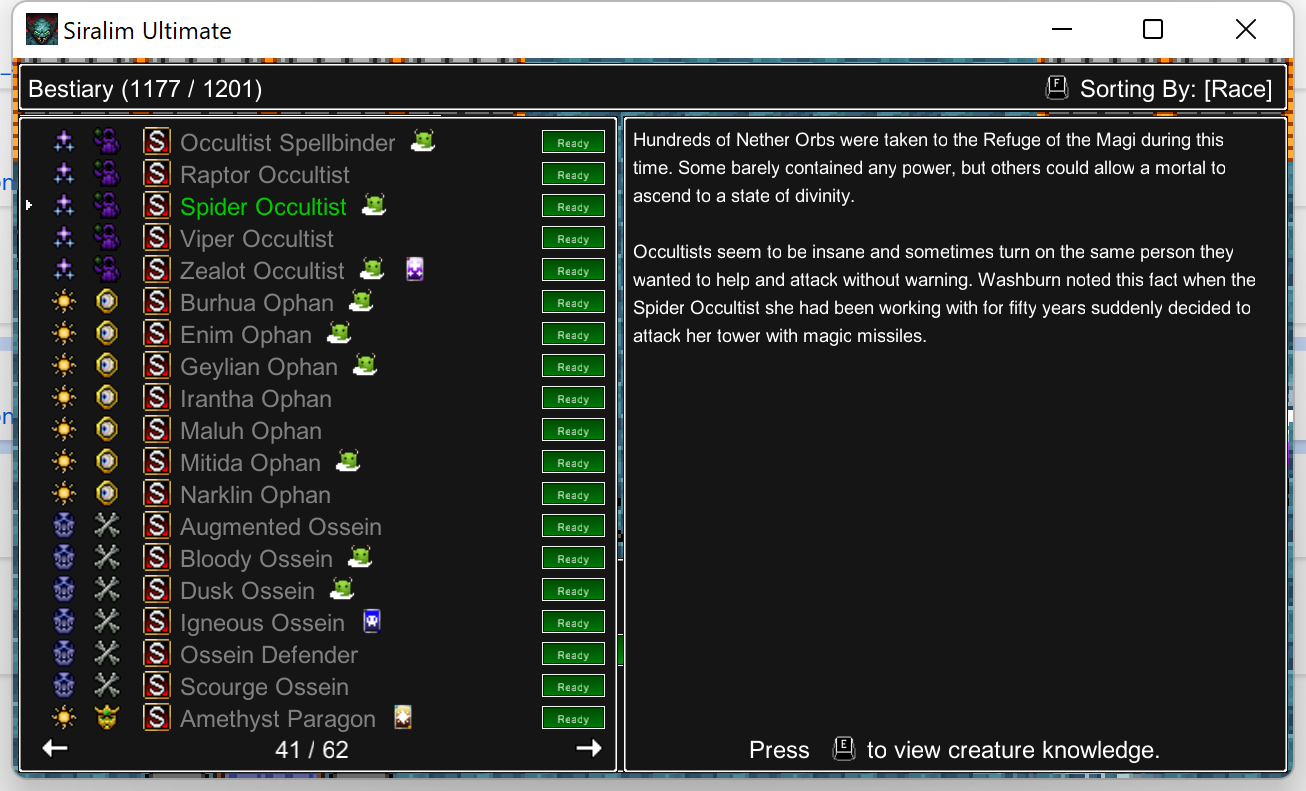 Siralim Ultimate
Bestiary (1177 / 1201)
F Sorting By: [Race]
S Occultist Spellbinder Ready
S Raptor Occultist Ready
S Spider Occultist Ready
S Viper Occultist Ready
S Zealot Occultist Ready
S Burhua Ophan Ready
S Enim Ophan Ready
S Geylian Ophan Ready
S Irantha Ophan Ready
S Maluh Ophan Ready
S Mitida Ophan Ready
S Narklin Ophan Ready
S Augmented Ossein Ready
S Bloody Ossein Ready
S Dusk Ossein Ready
S Igneous Ossein Ready
S Ossein Defender Ready
S Scourge Ossein Ready
S Amethyst Paragon Ready
41 / 62
Hundreds of Nether Orbs were taken to the Refuge of the Magi during this
time. Some barely contained any power, but others could allow a mortal to
ascend to a state of divinity.
Occultists seem to be insane and sometimes turn on the same person they
wanted to help and attack without warning. Washburn noted this fact when the
Spider Occultist she had been working with for fifty years suddenly decided to
attack her tower with magic missiles.
Press E to view creature knowledge.